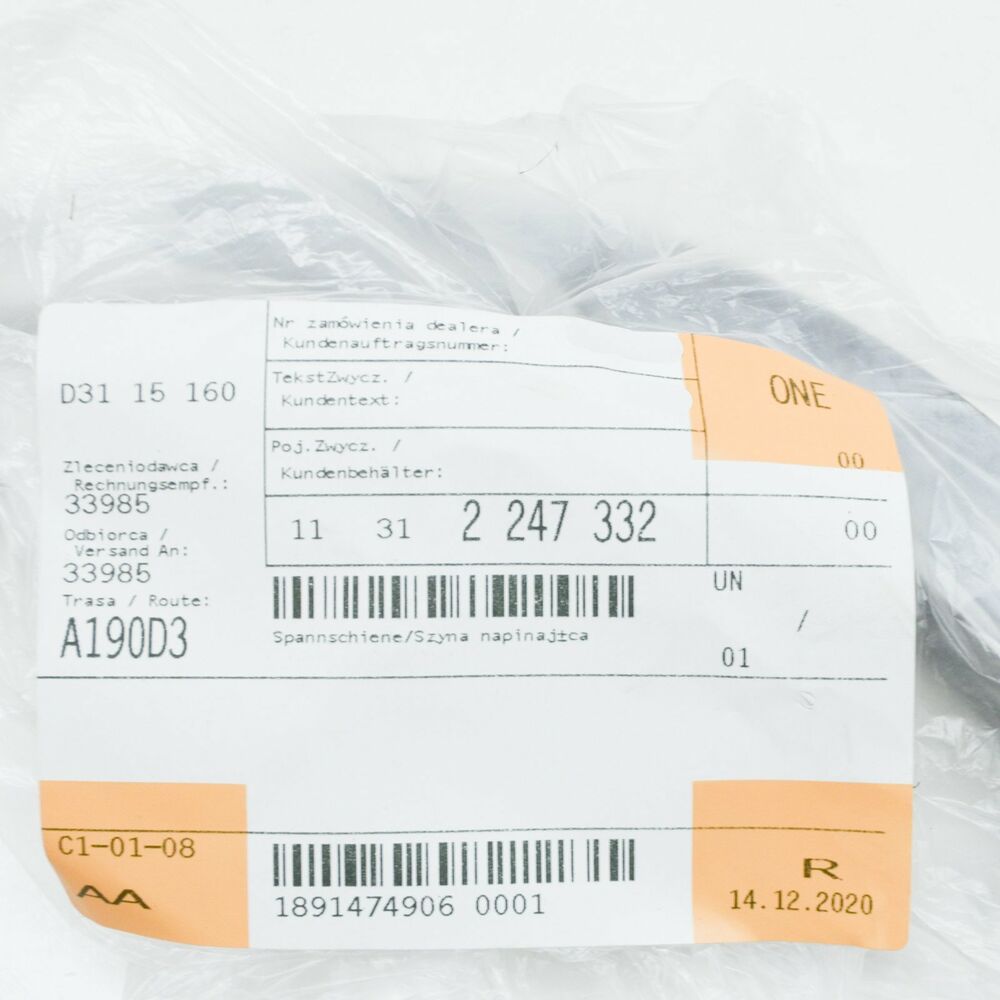 Nr zamówienia dealera /
Kundenauftragsnummer:
D31 15 160
TekstZwycz. /
Kundentext:
ONE
00
Poj.Zwycz. /
Kundenbehälter:
Zleceniodawca /
Rechnungsempf.:
33985
Odbiorca /
Versand An:
33985
Trasa / Route:
A190D3
11 31 2 247 332
00
UN
/
01
Spannschiene/Szyna napinaj±ca
C1-01-08
AA
1891474906 0001
R
14.12.2020